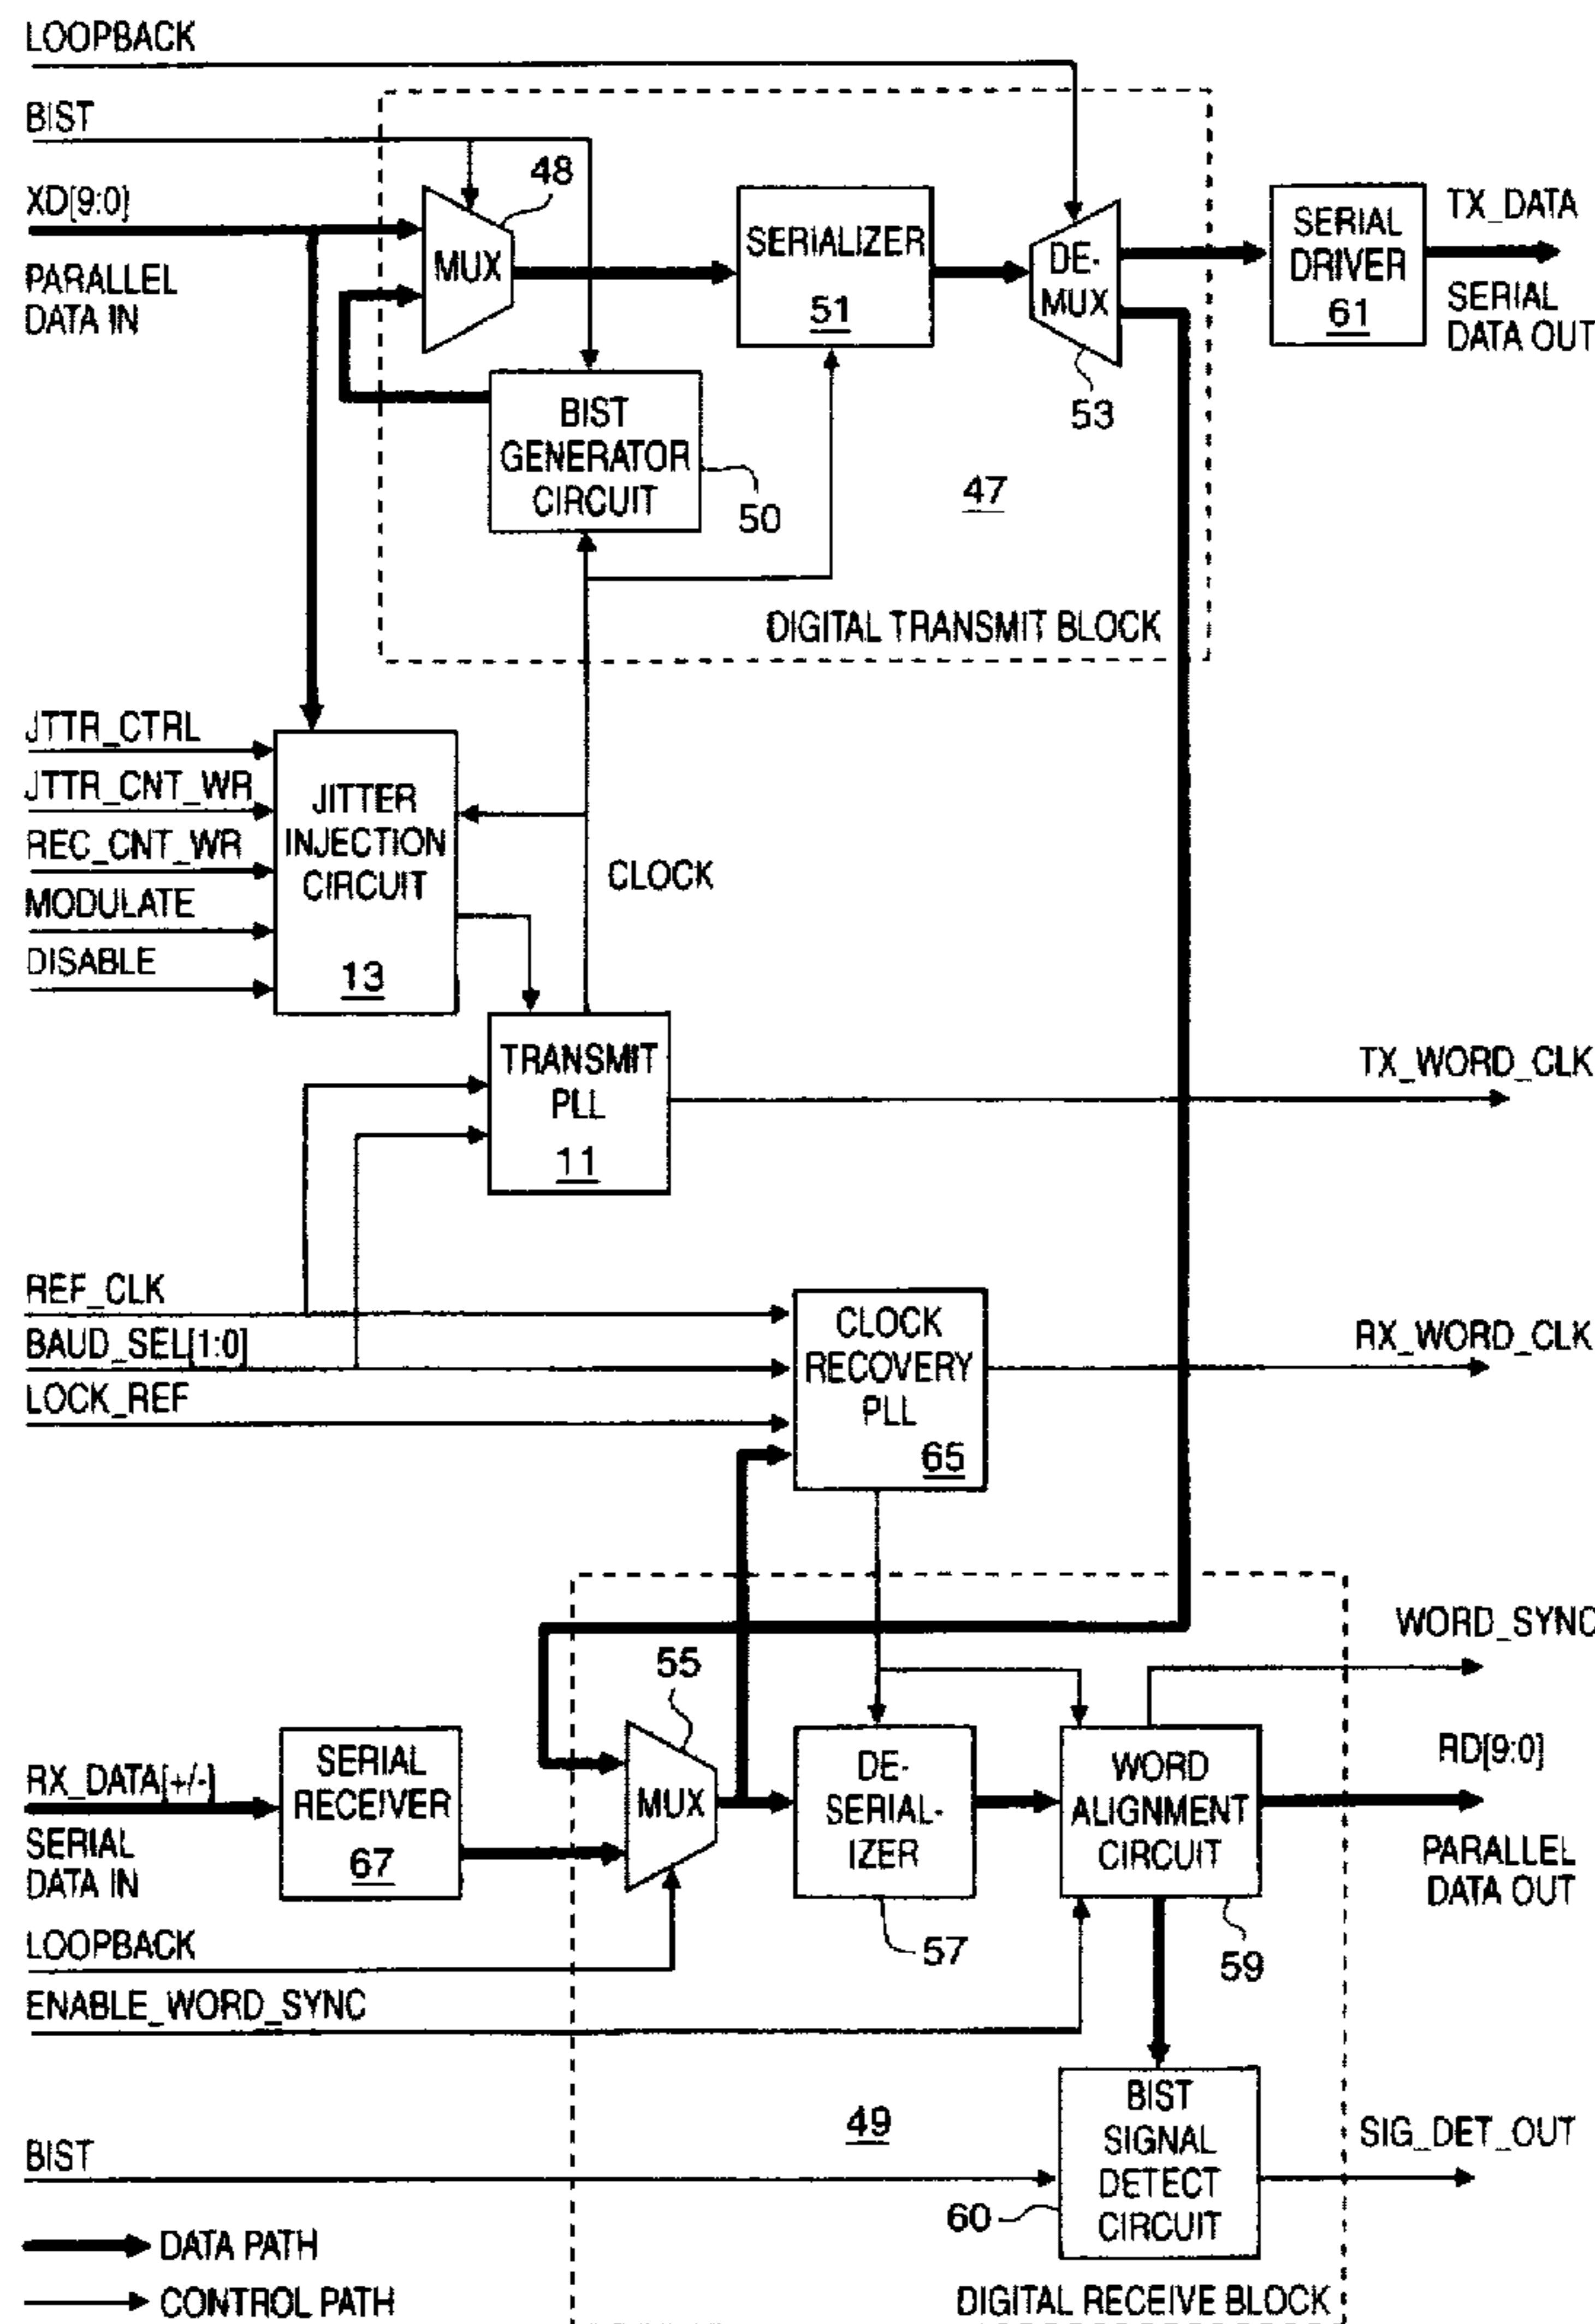 LOOPBACK
BIST
XD[9:0]
PARALLEL
DATA IN
48
MUX
SERIALIZER
51
DE-
MUX
53
SERIAL
DRIVER
61
TX_DATA
SERIAL
DATA OUT
BIST
GENERATOR
CIRCUIT
50
47
DIGITAL TRANSMIT BLOCK
JTTR_CTRL
JTTR_CNT_WR
REC_CNT_WR
MODULATE
DISABLE
JITTER
INJECTION
CIRCUIT
13
CLOCK
TRANSMIT
PLL
11
TX_WORD_CLK
REF_CLK
BAUD_SEL[1:0]
LOCK_REF
CLOCK
RECOVERY
PLL
65
RX_WORD_CLK
WORD_SYNC
55
RX_DATA[+/-]
SERIAL
DATA IN
SERIAL
RECEIVER
67
MUX
DE-
SERIAL-
IZER
57
WORD
ALIGNMENT
CIRCUIT
59
RD[9:0]
PARALLEL
DATA OUT
LOOPBACK
ENABLE_WORD_SYNC
49
BIST
BIST
SIGNAL
DETECT
CIRCUIT
60
SIG_DET_OUT
DATA PATH
CONTROL PATH
DIGITAL RECEIVE BLOCK